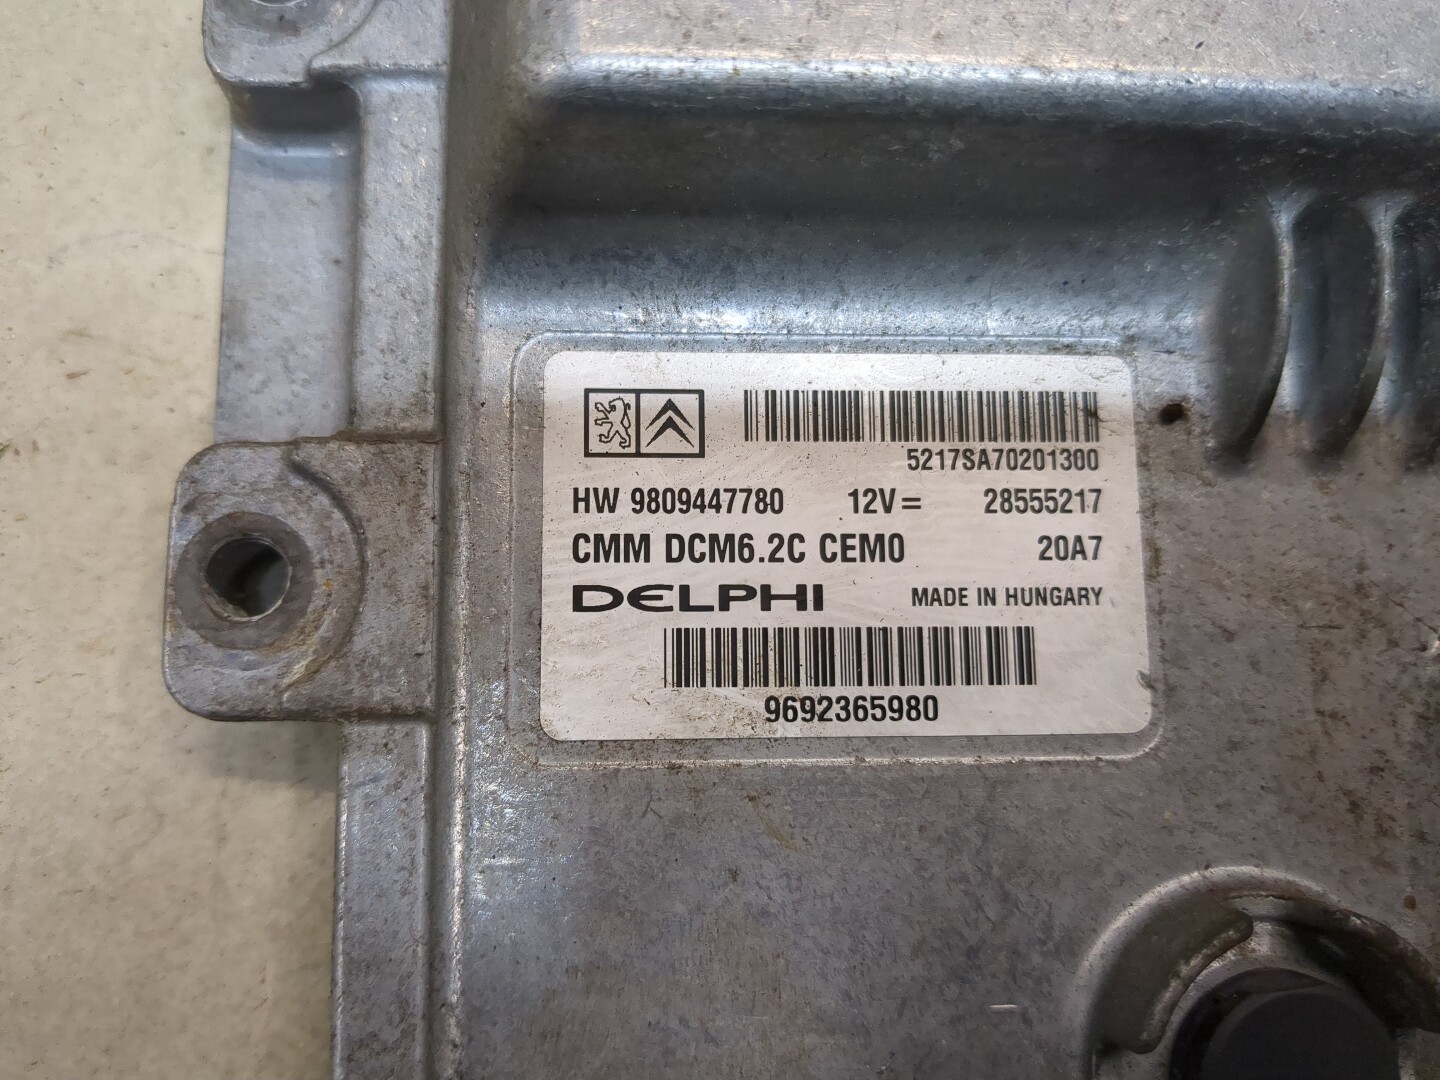 5217SA70201300
HW 9809447780 12V= 28555217
CMM DCM6.2C CEM0 20A7
DELPHI MADE IN HUNGARY
9692365980